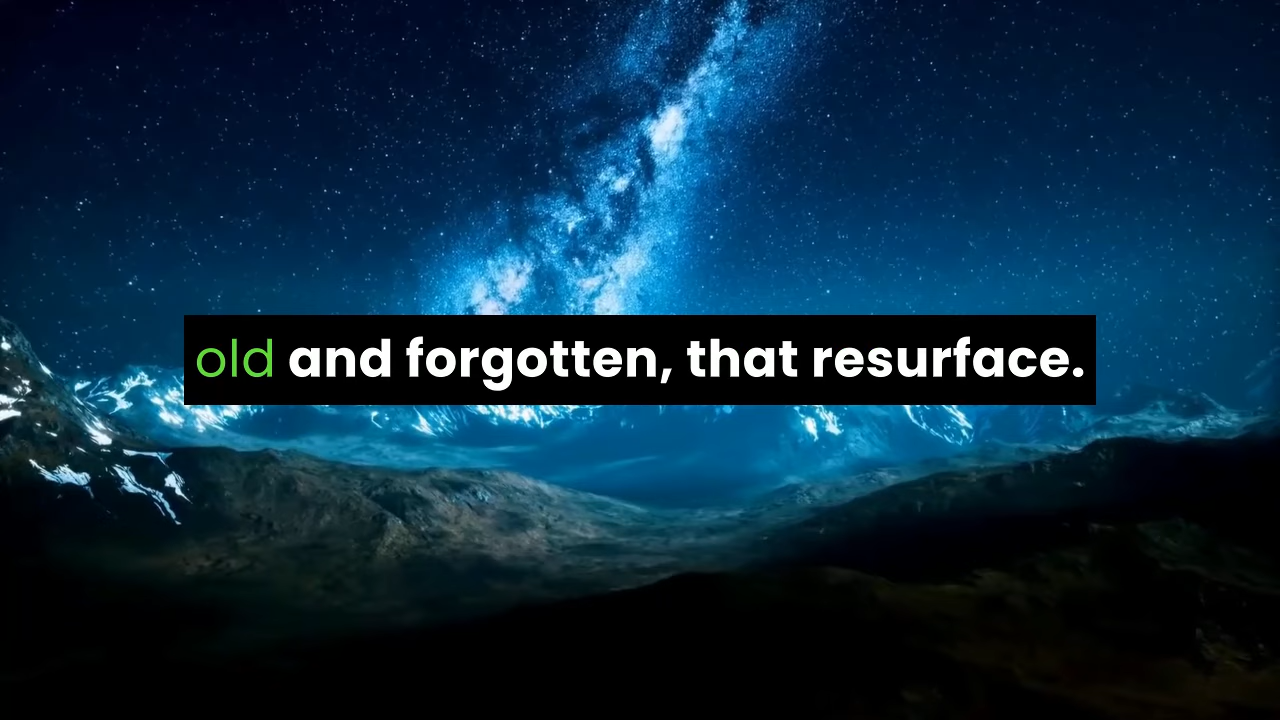 old and forgotten, that resurface.